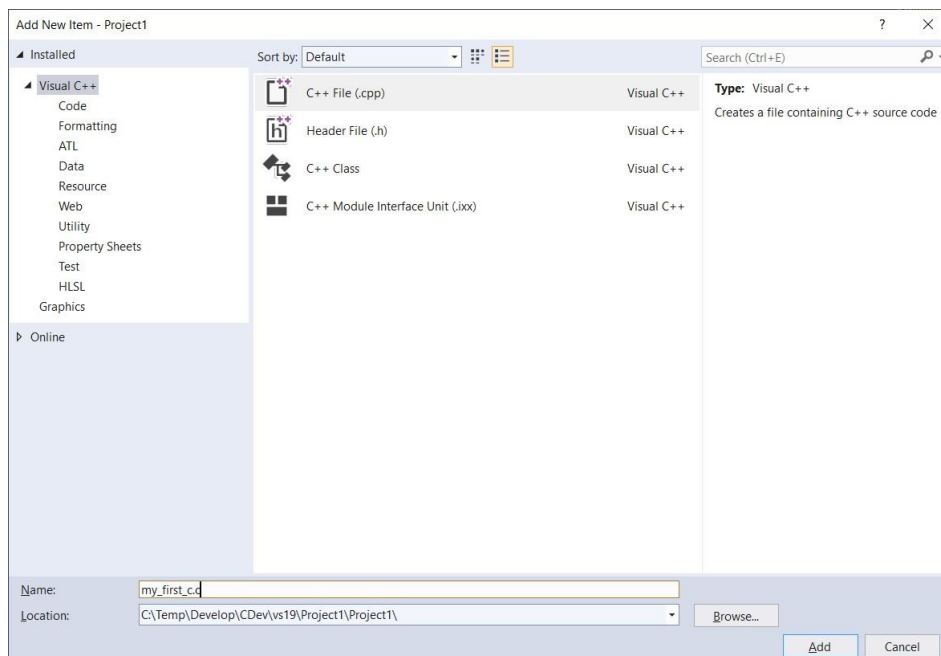 Add New Item - Project1
?
Installed
Sort by: Default
Search (Ctrl+E)
Visual C++
Code
Formatting
ATL
Data
Resource
Web
Utility
Property Sheets
Test
HLSL
Graphics
Online
C++ File (.cpp) Visual C++
Header File (.h) Visual C++
C++ Class Visual C++
C++ Module Interface Unit (.ixx) Visual C++
Type: Visual C++
Creates a file containing C++ source code
Name: my_first_c.c
Location: C:\Temp\Develop\CDev\vs19\Project1\Project1\
Browse...
Add Cancel